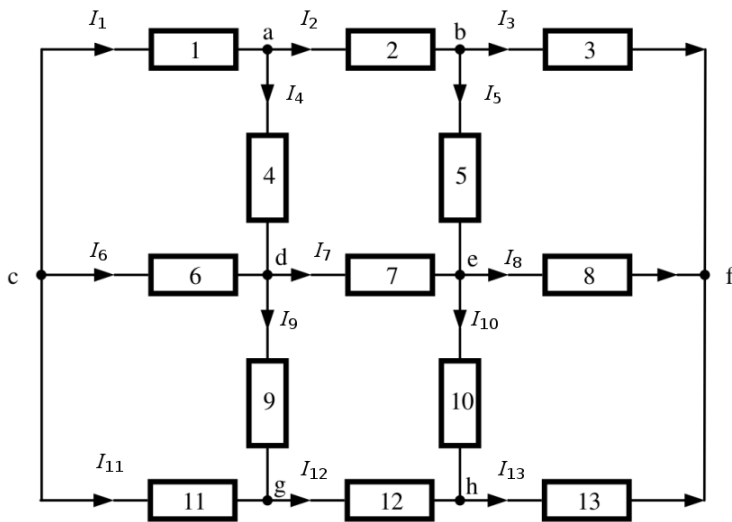 I₁ a I₂ b I₃
1 2 3
I₄ I₅
4 5
I₆ d I₇ e I₈
c 6 7 8 f
I₉ I₁₀
9 10
I₁₁ g I₁₂ h I₁₃
11 12 13